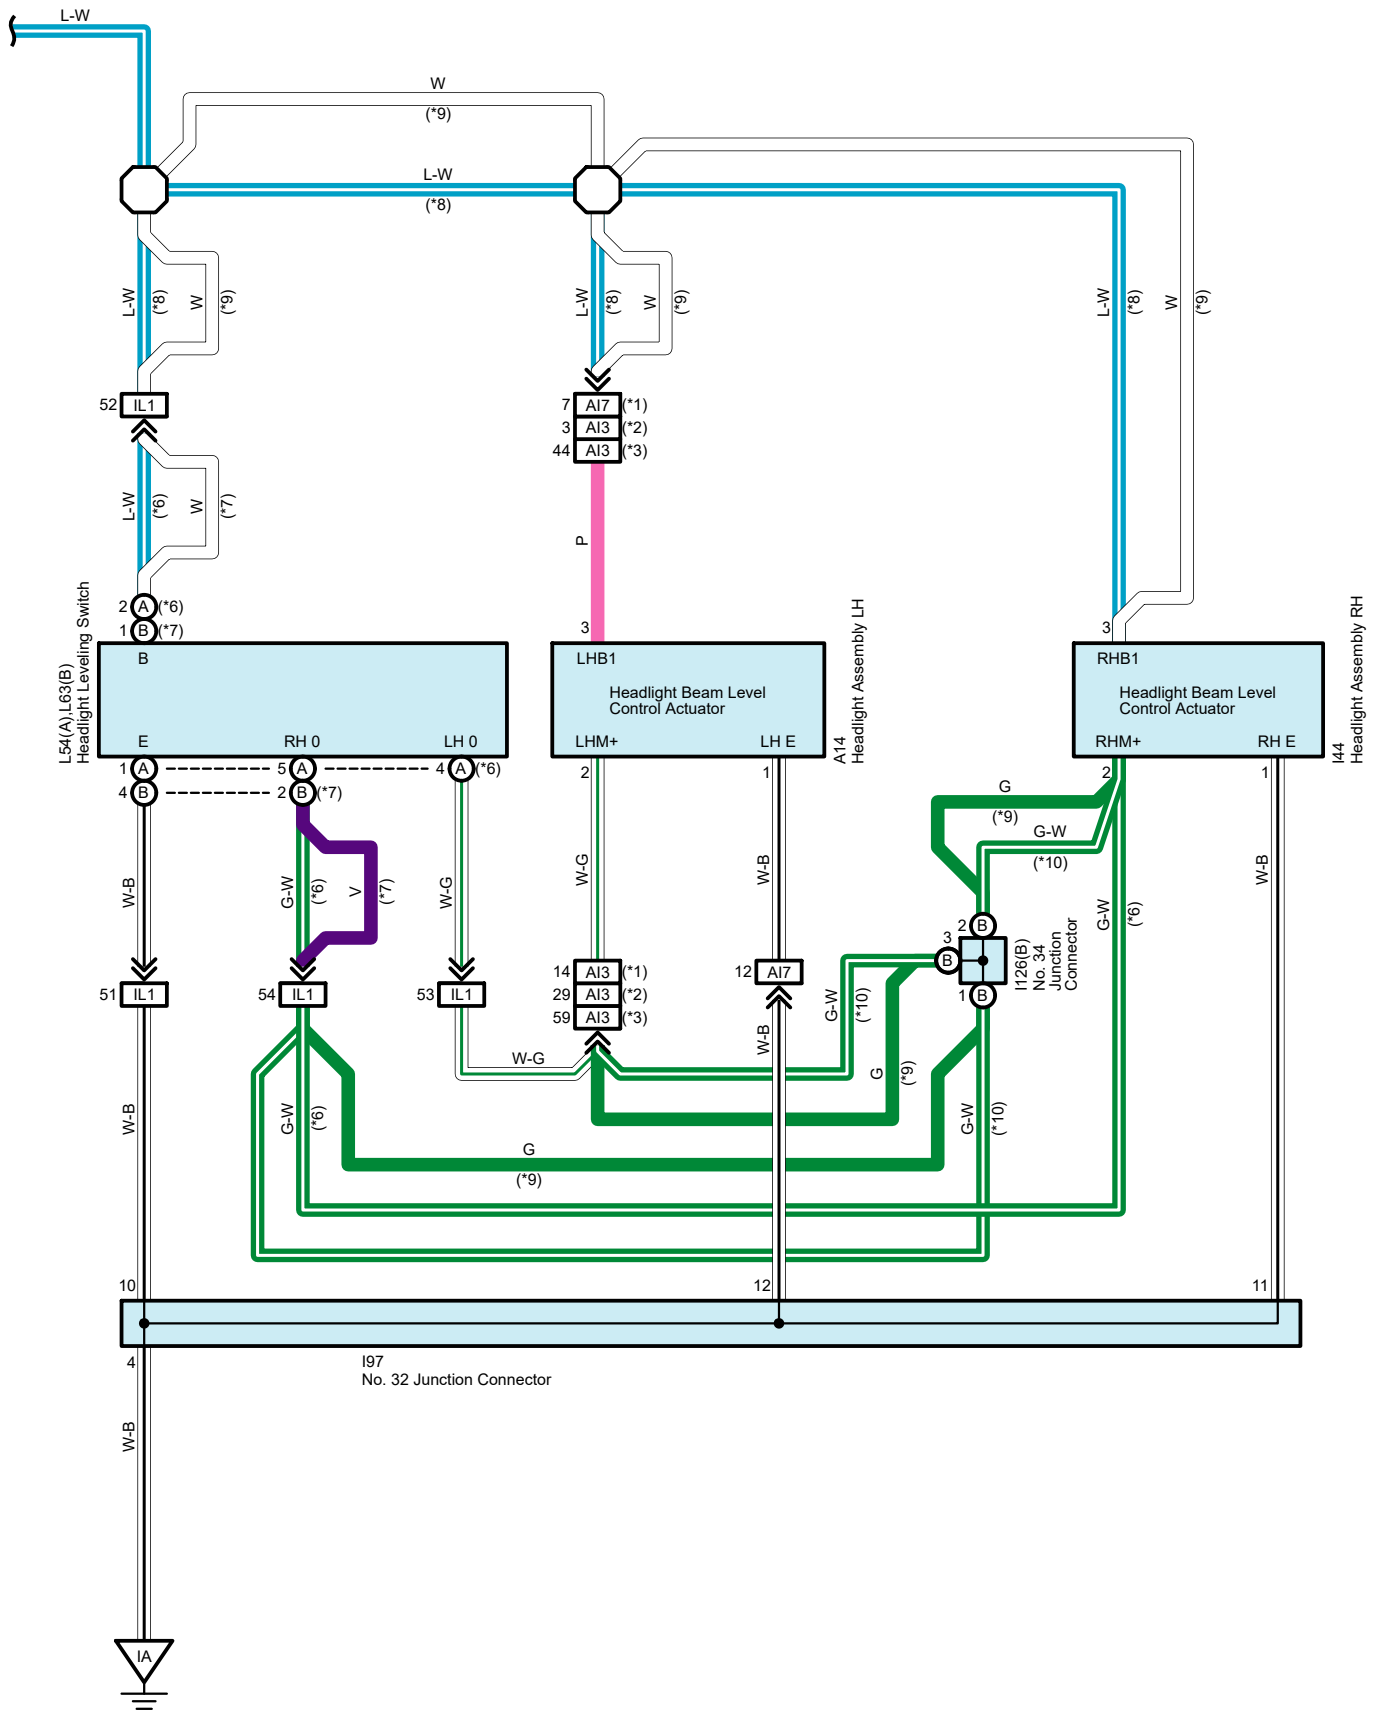 L-W
W
(*9)
L-W
(*8)
L-W
(*8)
W
(*9)
L-W
(*8)
W
(*9)
L-W
(*8)
W
(*9)
52 IL1
7 AI7 (*1)
3 AI3 (*2)
44 AI3 (*3)
L-W
(*6)
W
(*7)
P
2 A (*6)
1 B (*7)
3
3
L54(A),L63(B)
Headlight Leveling Switch
B
E
RH 0
LH 0
LHB1
Headlight Beam Level
Control Actuator
LHM+
LH E
A14
Headlight Assembly LH
RHB1
Headlight Beam Level
Control Actuator
RHM+
RH E
I44
Headlight Assembly RH
1 A
5 A
4 A (*6)
4 B
2 B (*7)
2
1
2
1
G
(*9)
G-W
(*10)
W-B
G-W
(*6)
V
(*7)
W-G
W-G
W-B
G-W
(*6)
W-B
2 B
3
B
1 B
I126(B)
No. 34
Junction
Connector
51 IL1
54 IL1
53 IL1
14 AI3 (*1)
29 AI3 (*2)
59 AI3 (*3)
12 AI7
G-W
(*10)
W-B
W-G
G
(*9)
W-B
G-W
(*6)
G-W
(*10)
G
(*9)
10
12
11
4
I97
No. 32 Junction Connector
W-B
IA